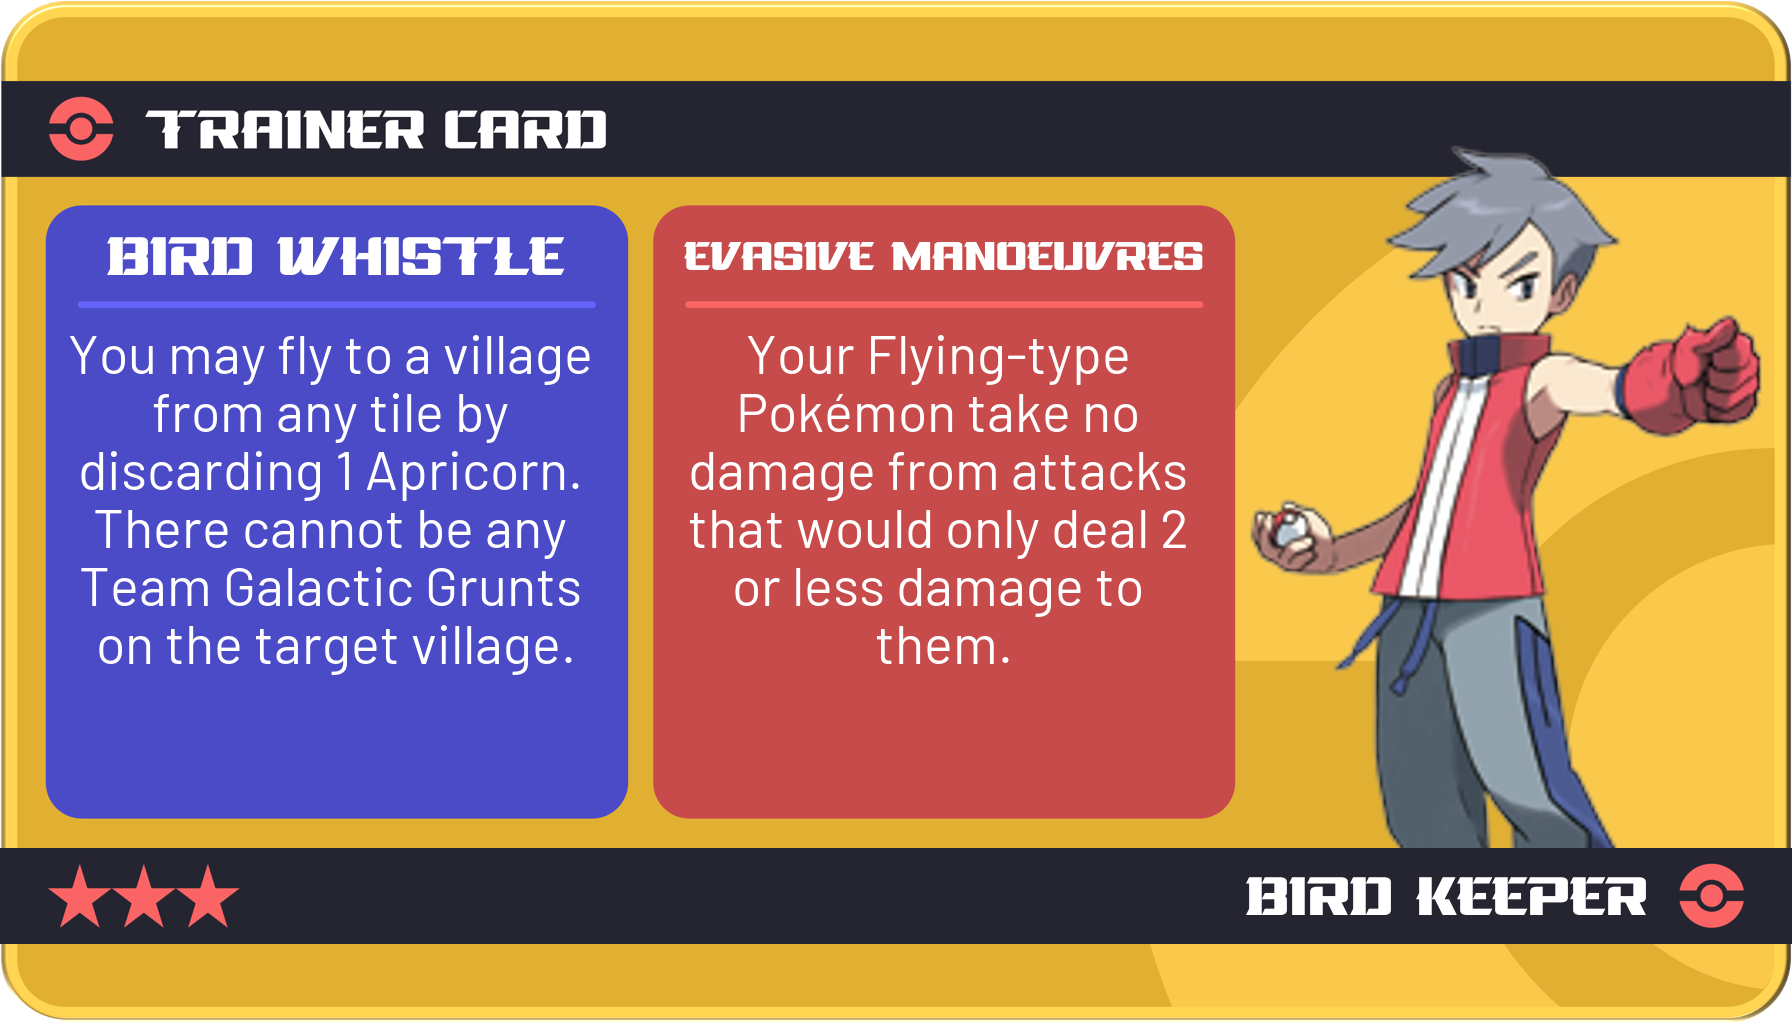 TRAINER CARD
BIRD WHISTLE
You may fly to a village
from any tile by
discarding 1 Apricorn.
There cannot be any
Team Galactic Grunts
on the target village.
EVASIVE MANOEUVRES
Your Flying-type
Pokémon take no
damage from attacks
that would only deal 2
or less damage to
them.
BIRD KEEPER